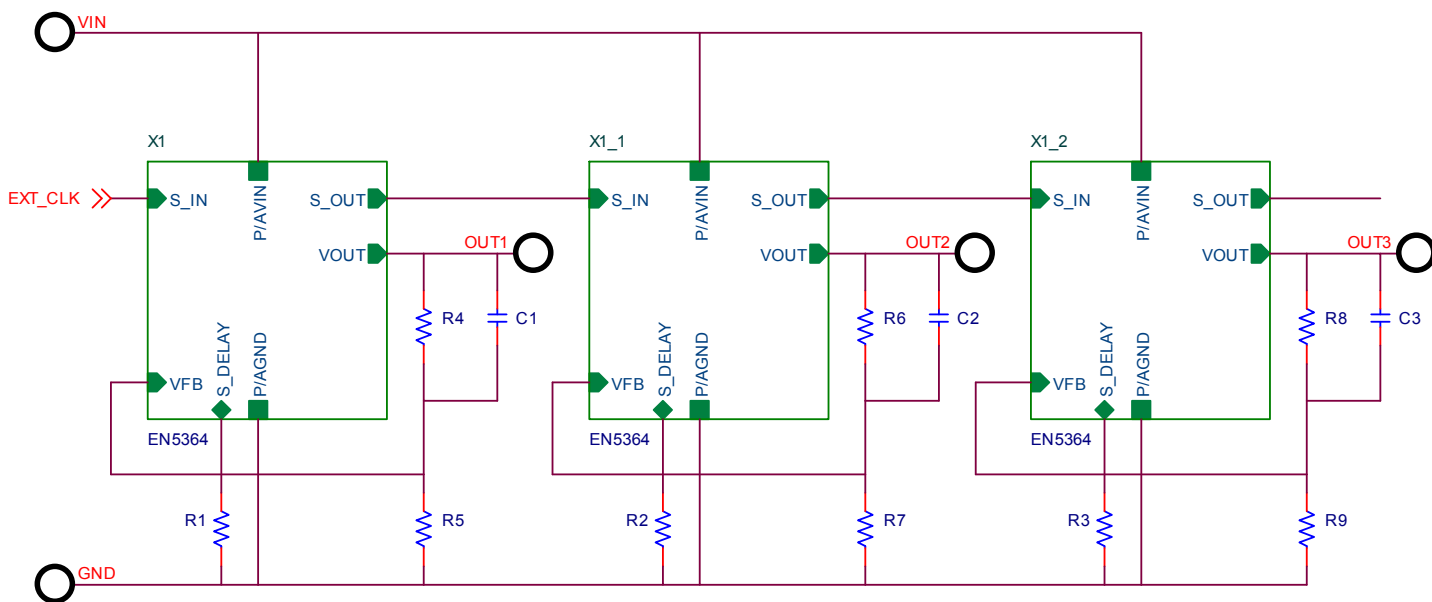 VIN
X1
X1_1
X1_2
EXT_CLK
S_IN
P/AVIN
S_OUT
S_IN
P/AVIN
S_OUT
S_IN
P/AVIN
S_OUT
VOUT
OUT1
VOUT
OUT2
VOUT
OUT3
R4
C1
R6
C2
R8
C3
VFB
S_DELAY
P/AGND
VFB
S_DELAY
P/AGND
VFB
S_DELAY
P/AGND
EN5364
EN5364
EN5364
R1
R5
R2
R7
R3
R9
GND